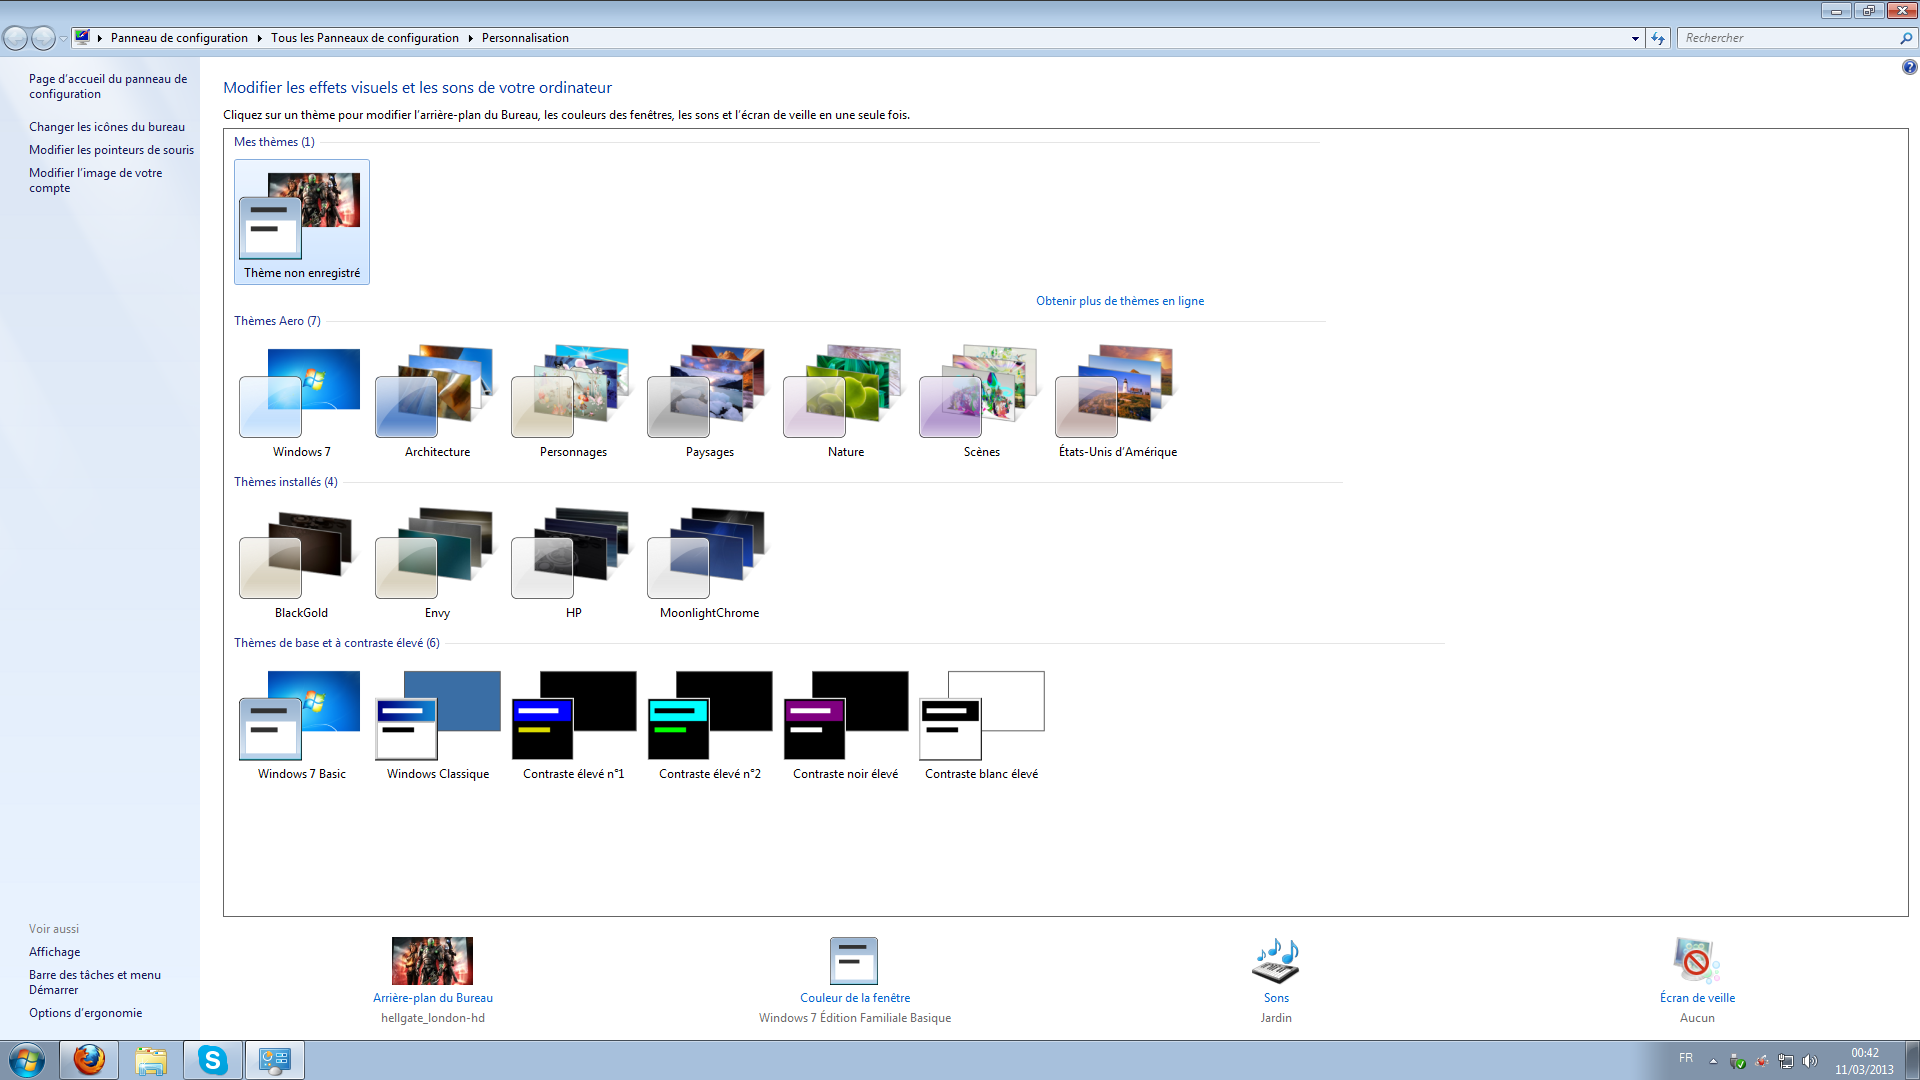 Panneau de configuration
Tous les Panneaux de configuration
Personnalisation
Rechercher
Page d'accueil du panneau de
configuration
Changer les icônes du bureau
Modifier les pointeurs de souris
Modifier l'image de votre
compte
Modifier les effets visuels et les sons de votre ordinateur
Cliquez sur un thème pour modifier l'arrière-plan du Bureau, les couleurs des fenêtres, les sons et l'écran de veille en une seule fois.
Mes thèmes (1)
Thème non enregistré
Obtenir plus de thèmes en ligne
Thèmes Aero (7)
Windows 7
Architecture
Personnages
Paysages
Nature
Scènes
États-Unis d'Amérique
Thèmes installés (4)
BlackGold
Envy
HP
MoonlightChrome
Thèmes de base et à contraste élevé (6)
Windows 7 Basic
Windows Classique
Contraste élevé n°1
Contraste élevé n°2
Contraste noir élevé
Contraste blanc élevé
Voir aussi
Affichage
Barre des tâches et menu
Démarrer
Options d'ergonomie
Arrière-plan du Bureau
hellgate_london-hd
Couleur de la fenêtre
Windows 7 Édition Familiale Basique
Sons
Jardin
Écran de veille
Aucun
FR
00:42
11/03/2013